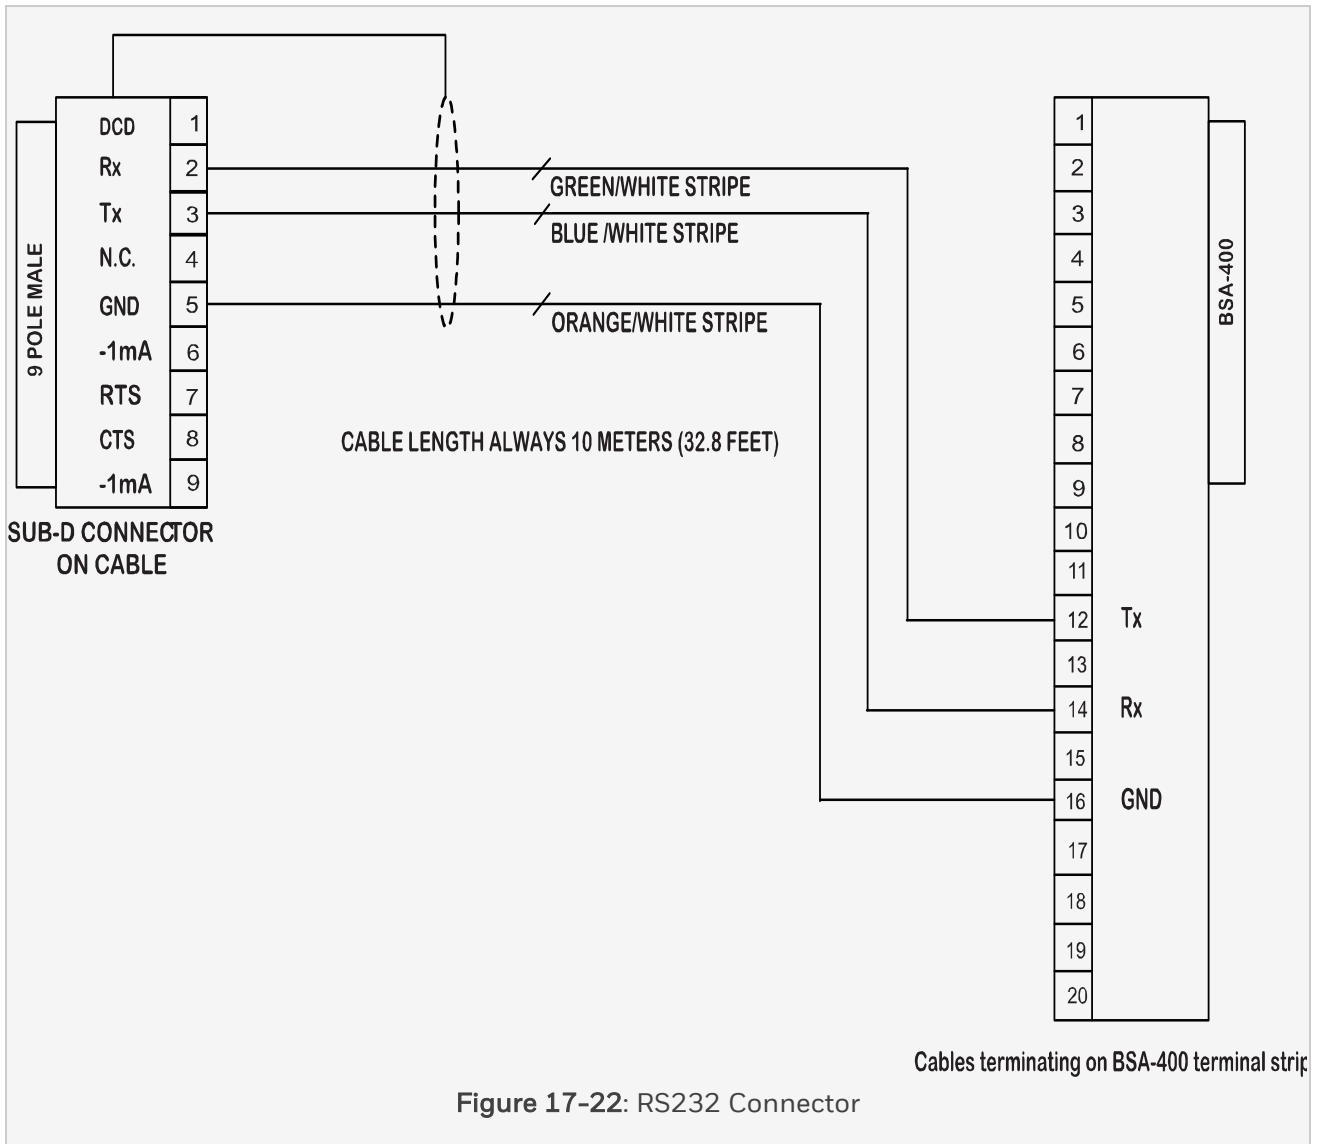 9 POLE MALE
DCD 1
Rx 2
Tx 3
N.C. 4
GND 5
-1mA 6
RTS 7
CTS 8
-1mA 9
SUB-D CONNECTOR
ON CABLE
GREEN/WHITE STRIPE
BLUE /WHITE STRIPE
ORANGE/WHITE STRIPE
CABLE LENGTH ALWAYS 10 METERS (32.8 FEET)
1
2
3
4
5
6
7
8
9
10
11
12 Tx
13
14 Rx
15
16 GND
17
18
19
20
BSA-400
Cables terminating on BSA-400 terminal strip
Figure 17-22: RS232 Connector